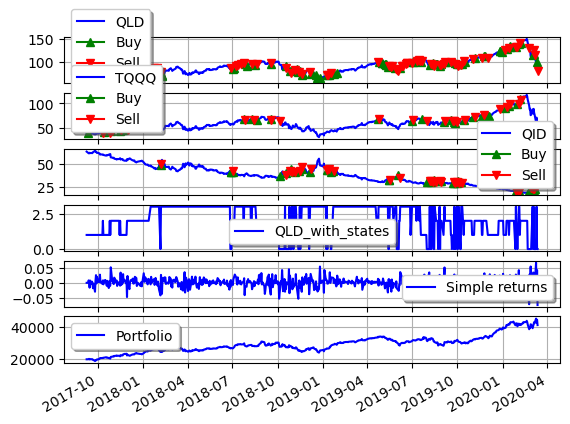 QLD
Buy
Sell
150
100
TQQQ
Buy
Sell
100
50
QID
Buy
Sell
50
25
2.5
0.0
QLD_with_states
0.05
0.00
−0.05
Simple returns
40000
20000
Portfolio
2017-10 2018-01 2018-04 2018-07 2018-10 2019-01 2019-04 2019-07 2019-10 2020-01 2020-04